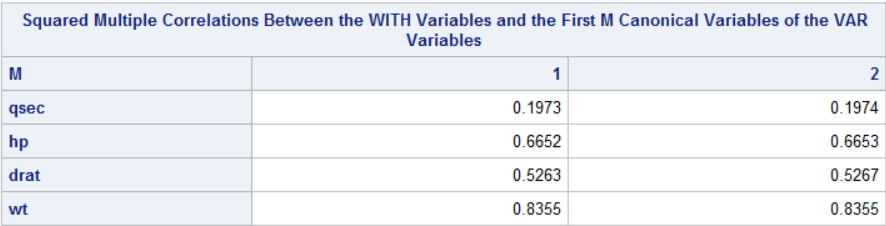 Squared Multiple Correlations Between the WITH Variables and the First M Canonical Variables of the VAR
Variables
M 1 2
qsec 0.1973 0.1974
hp 0.6652 0.6653
drat 0.5263 0.5267
wt 0.8355 0.8355